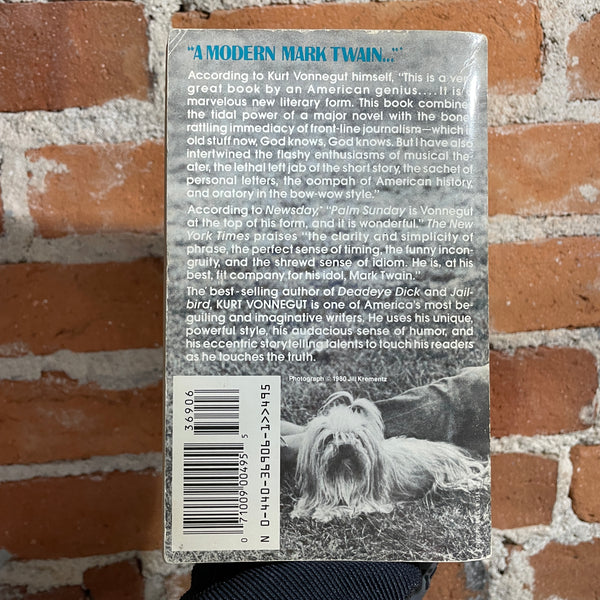 "A MODERN MARK TWAIN..."*
According to Kurt Vonnegut himself, "This is a very
great book by an American genius.... It is a
marvelous new literary form. This book combines
the tidal power of a major novel with the bone-
rattling immediacy of front-line journalism—which is
old stuff now, God knows, God knows. But I have also
intertwined the flashy enthusiasms of musical the-
ater, the lethal left jab of the short story, the sachet of
personal letters, the oompah of American history,
and oratory in the bow-wow style."
According to Newsday,* "Palm Sunday is Vonnegut
at the top of his form, and it is wonderful." The New
York Times praises "the clarity and simplicity of
phrase, the perfect sense of timing, the funny incon-
gruity, and the shrewd sense of idiom. He is, at his
best, fit company for his idol, Mark Twain."
The best-selling author of Deadeye Dick and Jail-
bird, KURT VONNEGUT is one of America's most be-
guiling and imaginative writers. He uses his unique,
powerful style, his audacious sense of humor, and
his eccentric storytelling talents to touch his readers
as he touches the truth.
Photograph © 1980 Jill Krementz
36906
0 71009 00495 5
N 0-440-36906-1>>495